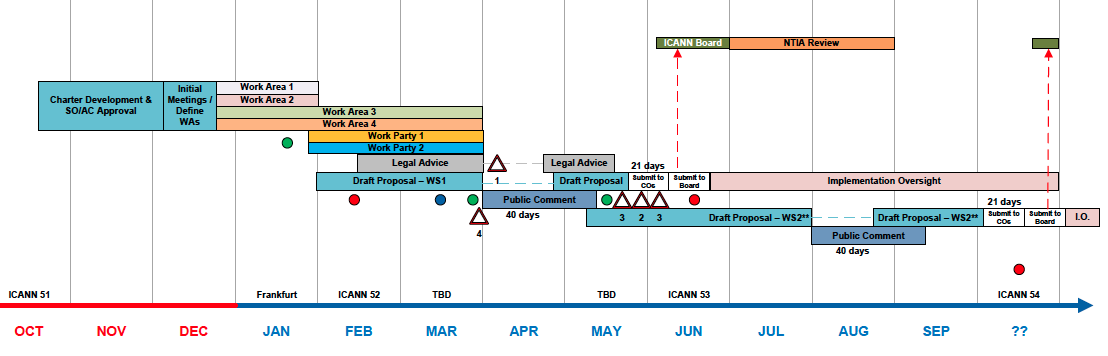 ICANN Board
NTIA Review
Charter Development &
SO/AC Approval
Initial
Meetings /
Define
WAs
Work Area 1
Work Area 2
Work Area 3
Work Area 4
Work Party 1
Work Party 2
Legal Advice
Legal Advice
21 days
Draft Proposal – WS1
1
Draft Proposal
Submit to
COs
Submit to
Board
Implementation Oversight
Public Comment
40 days
4
3
2
3
Draft Proposal – WS2**
Draft Proposal – WS2**
21 days
Submit to
COs
Submit to
Board
I.O.
Public Comment
40 days
ICANN 51
Frankfurt
ICANN 52
TBD
TBD
ICANN 53
ICANN 54
OCT
NOV
DEC
JAN
FEB
MAR
APR
MAY
JUN
JUL
AUG
SEP
??